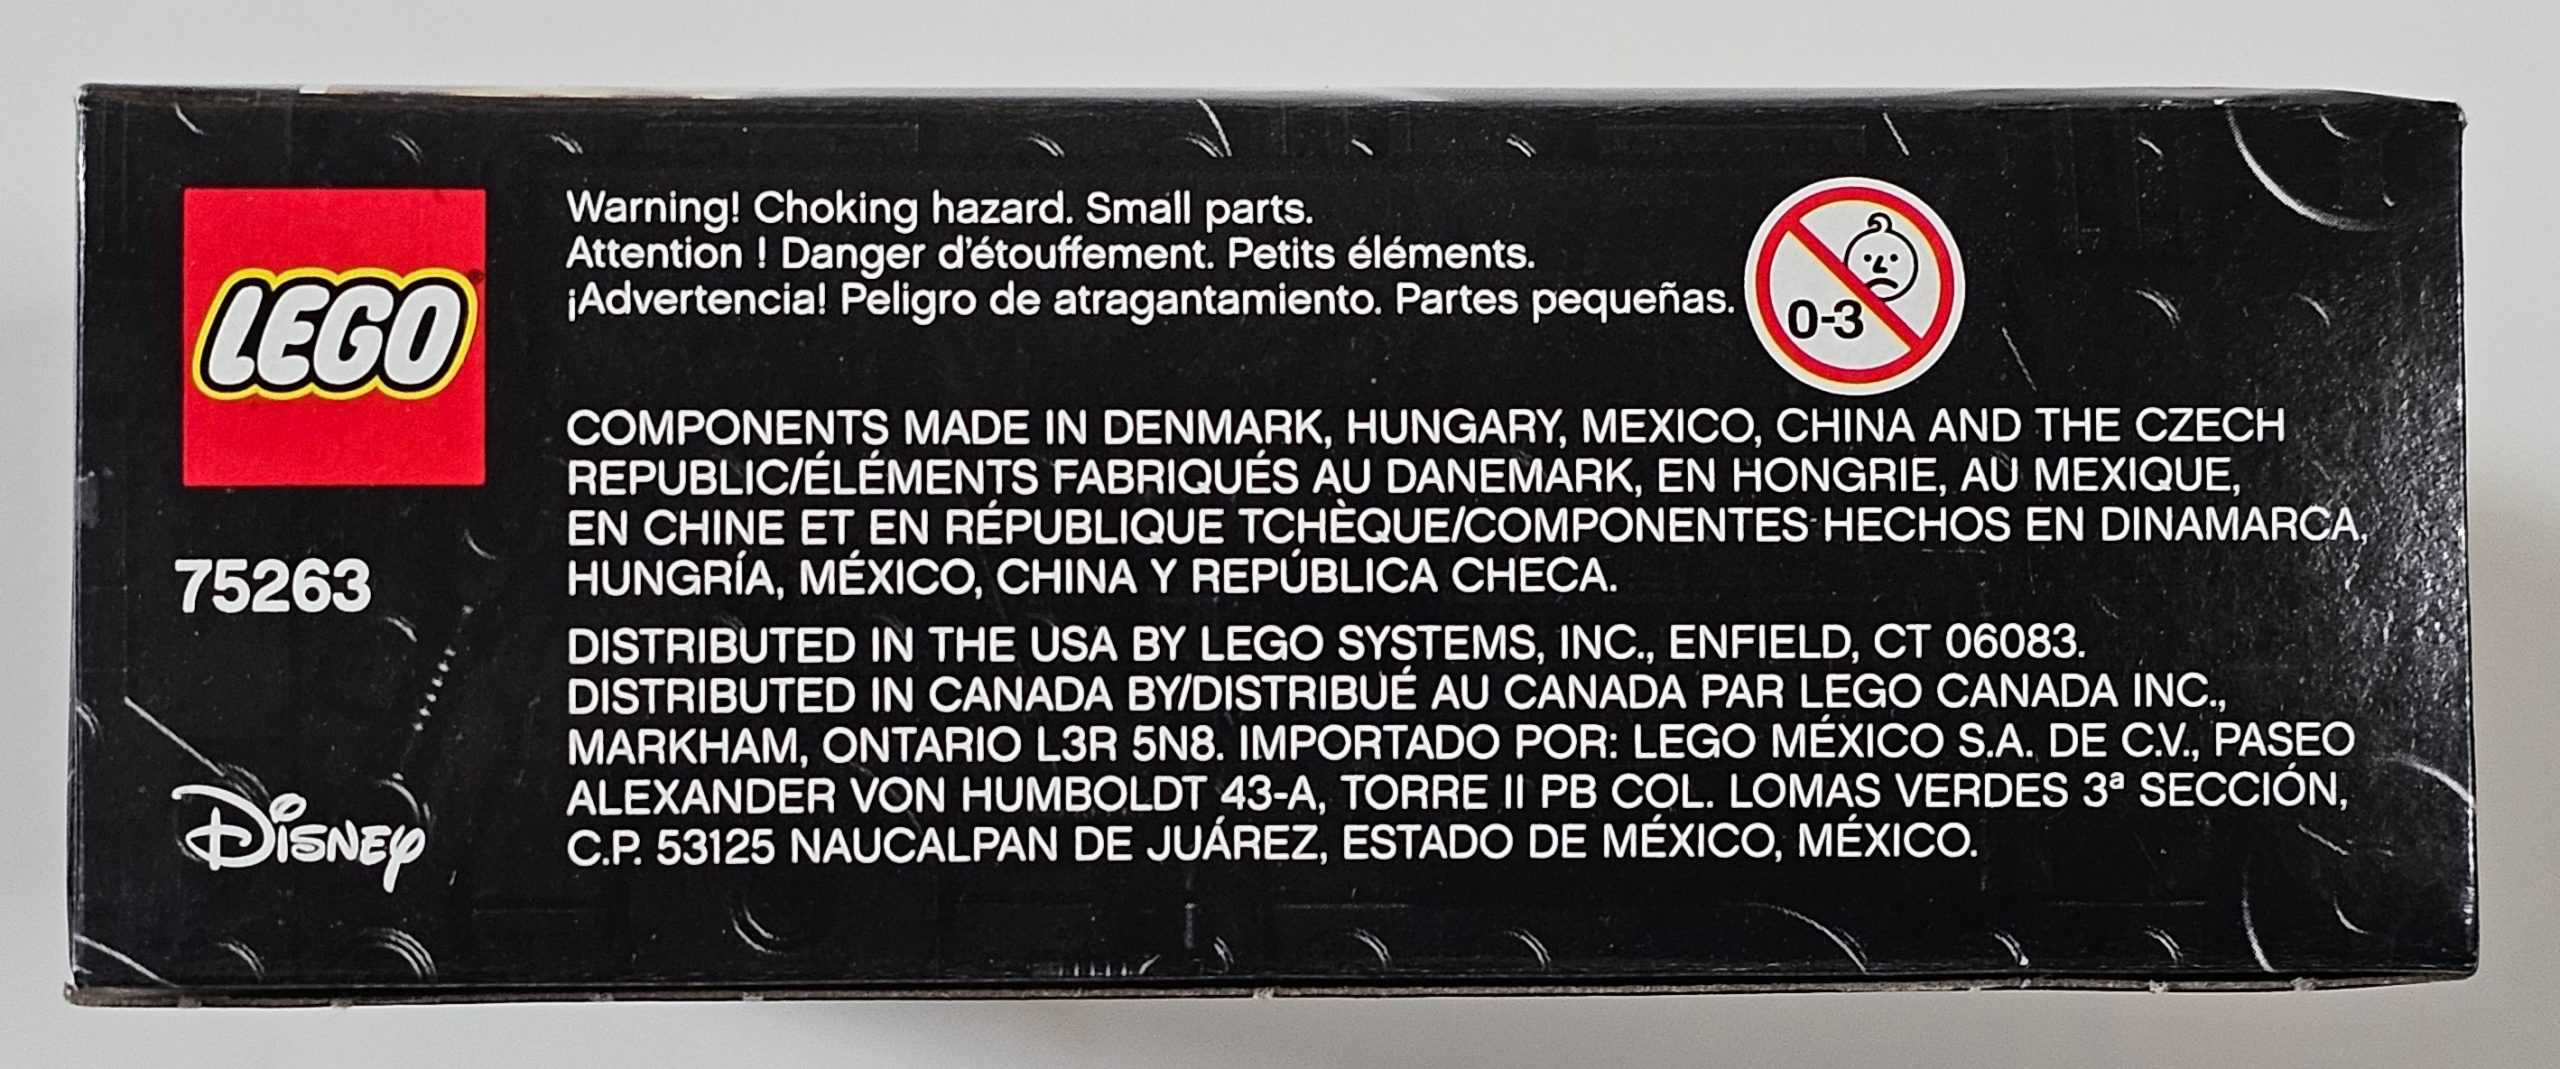 LEGO
75263
Disney
Warning! Choking hazard. Small parts.
Attention ! Danger d'étouffement. Petits éléments.
¡Advertencia! Peligro de atragantamiento. Partes pequeñas.
0-3
COMPONENTS MADE IN DENMARK, HUNGARY, MEXICO, CHINA AND THE CZECH
REPUBLIC/ÉLÉMENTS FABRIQUÉS AU DANEMARK, EN HONGRIE, AU MEXIQUE,
EN CHINE ET EN RÉPUBLIQUE TCHÈQUE/COMPONENTES HECHOS EN DINAMARCA,
HUNGRÍA, MÉXICO, CHINA Y REPÚBLICA CHECA.
DISTRIBUTED IN THE USA BY LEGO SYSTEMS, INC., ENFIELD, CT 06083.
DISTRIBUTED IN CANADA BY/DISTRIBUÉ AU CANADA PAR LEGO CANADA INC.,
MARKHAM, ONTARIO L3R 5N8. IMPORTADO POR: LEGO MÉXICO S.A. DE C.V., PASEO
ALEXANDER VON HUMBOLDT 43-A, TORRE II PB COL. LOMAS VERDES 3ª SECCIÓN,
C.P. 53125 NAUCALPAN DE JUÁREZ, ESTADO DE MÉXICO, MÉXICO.